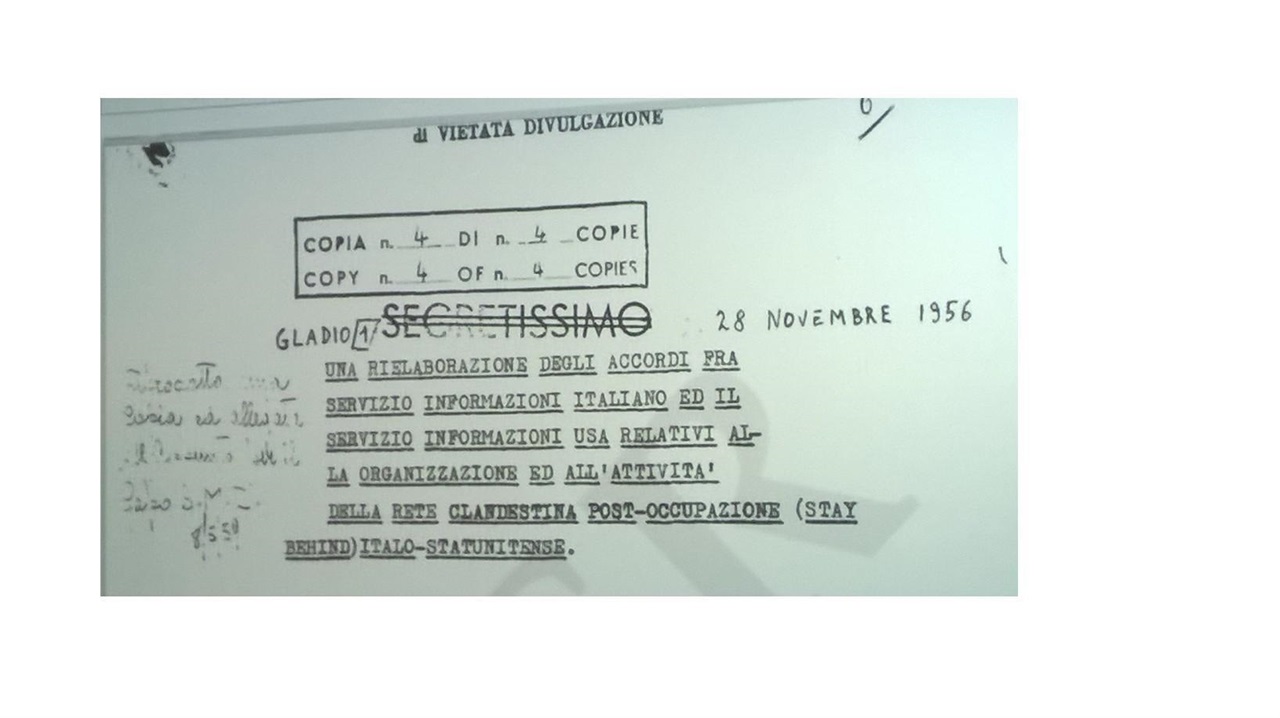 di VIETATA DIVULGAZIONE
6/
COPIA n. 4 DI n. 4 COPIE
COPY n. 4 OF n. 4 COPIES
GLADIO 1/ SEGRETISSIMO 28 NOVEMBRE 1956
UNA RIELABORAZIONE DEGLI ACCORDI FRA
SERVIZIO INFORMAZIONI ITALIANO ED IL
SERVIZIO INFORMAZIONI USA RELATIVI AL-
LA ORGANIZZAZIONE ED ALL'ATTIVITA'
DELLA RETE CLANDESTINA POST-OCCUPAZIONE (STAY
BEHIND)ITALO-STATUNITENSE.